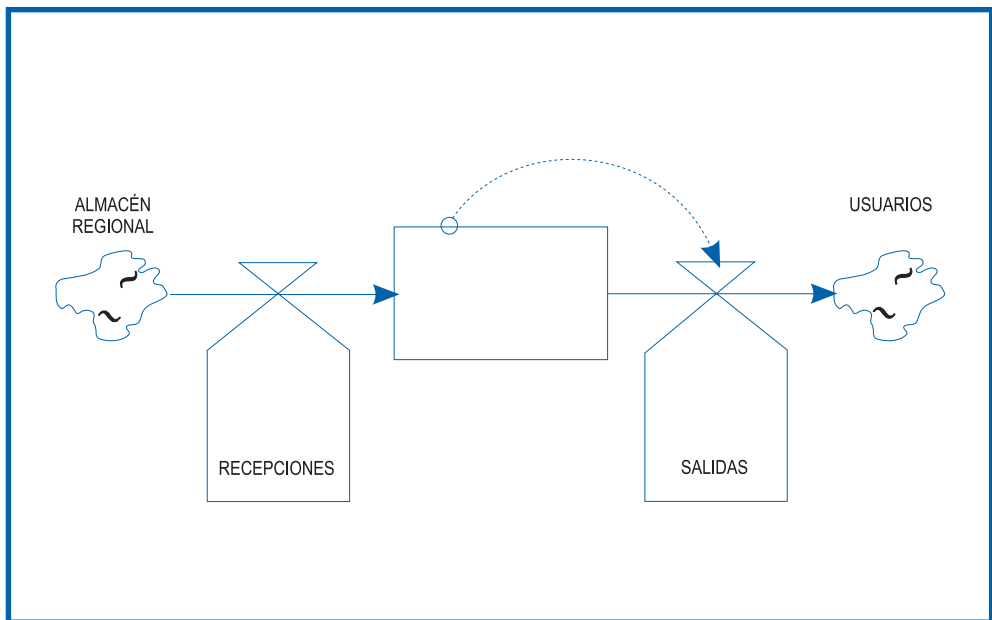 ALMACÉN
REGIONAL
USUARIOS
RECEPCIONES
SALIDAS